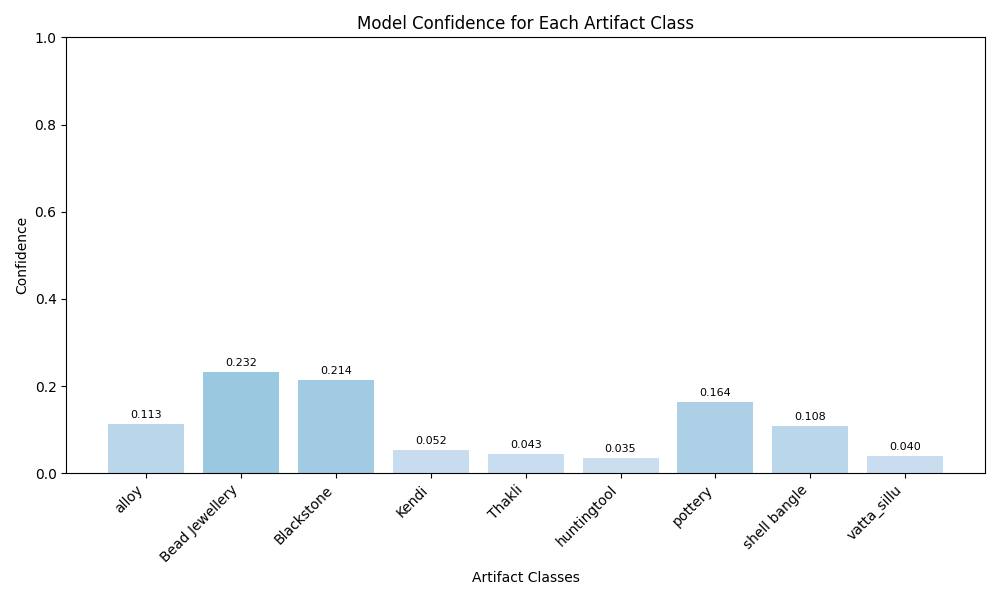 Model Confidence for Each Artifact Class
1.0
0.8
0.6
0.4
0.2
0.0
Confidence
0.113
0.232
0.214
0.052
0.043
0.035
0.164
0.108
0.040
alloy
Bead Jewellery
Blackstone
Kendi
Thakli
huntingtool
pottery
shell bangle
vatta_sillu
Artifact Classes